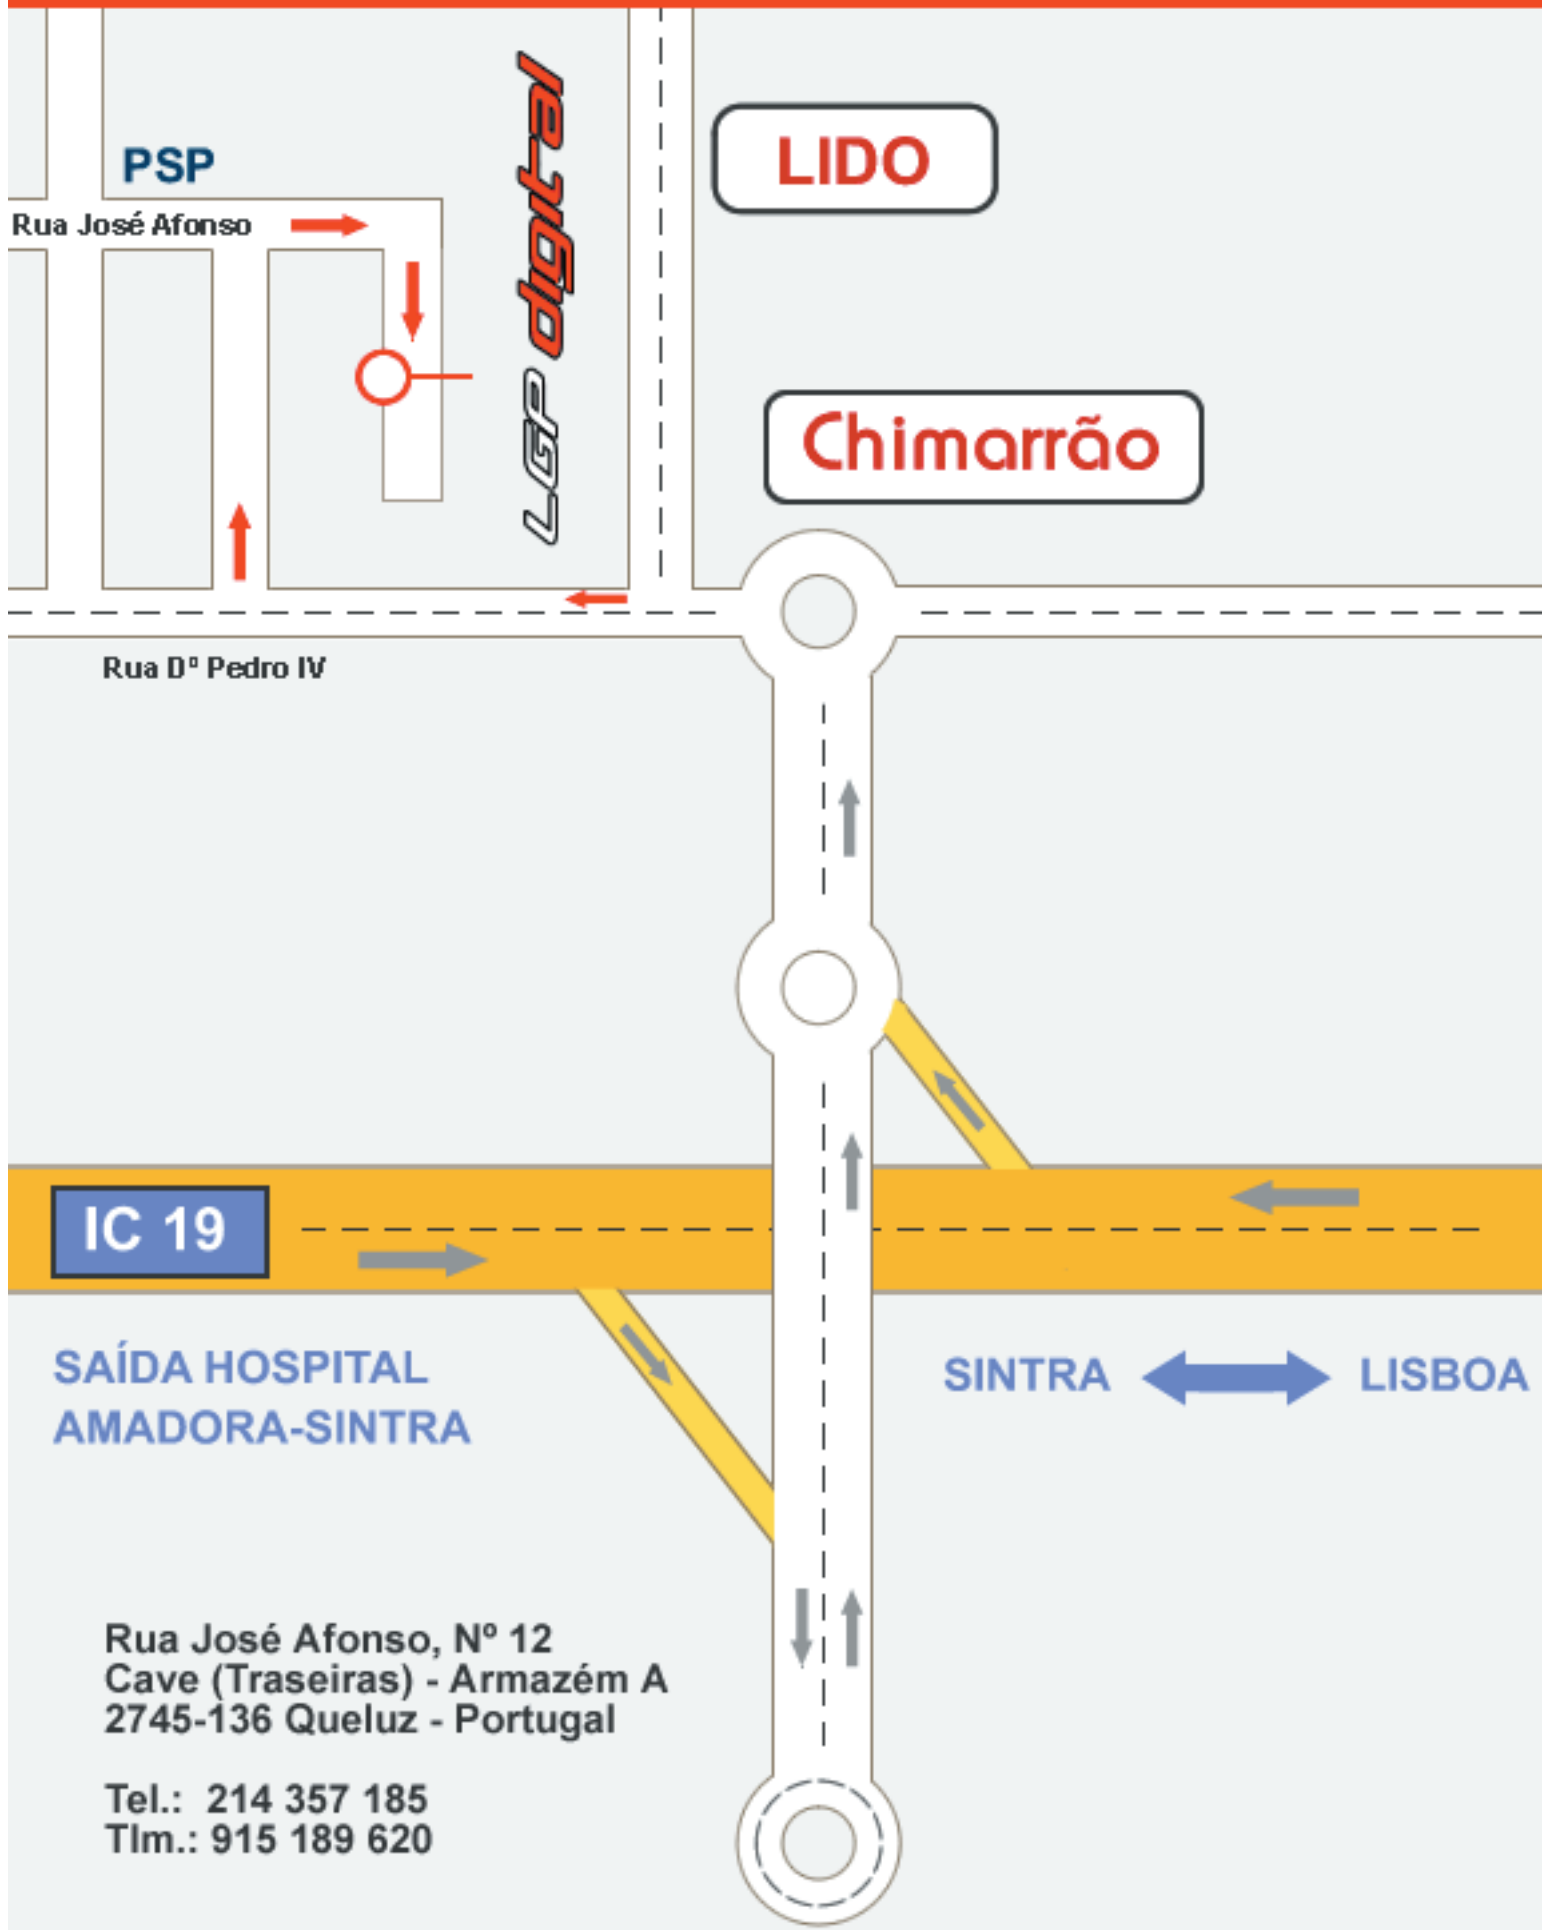 PSP
LIDO
Rua José Afonso
LGP digital
Chimarrão
Rua Dº Pedro IV
IC 19
SAÍDA HOSPITAL
AMADORA-SINTRA
SINTRA
LISBOA
Rua José Afonso, Nº 12
Cave (Traseiras) - Armazém A
2745-136 Queluz - Portugal
Tel.: 214 357 185
Tlm.: 915 189 620